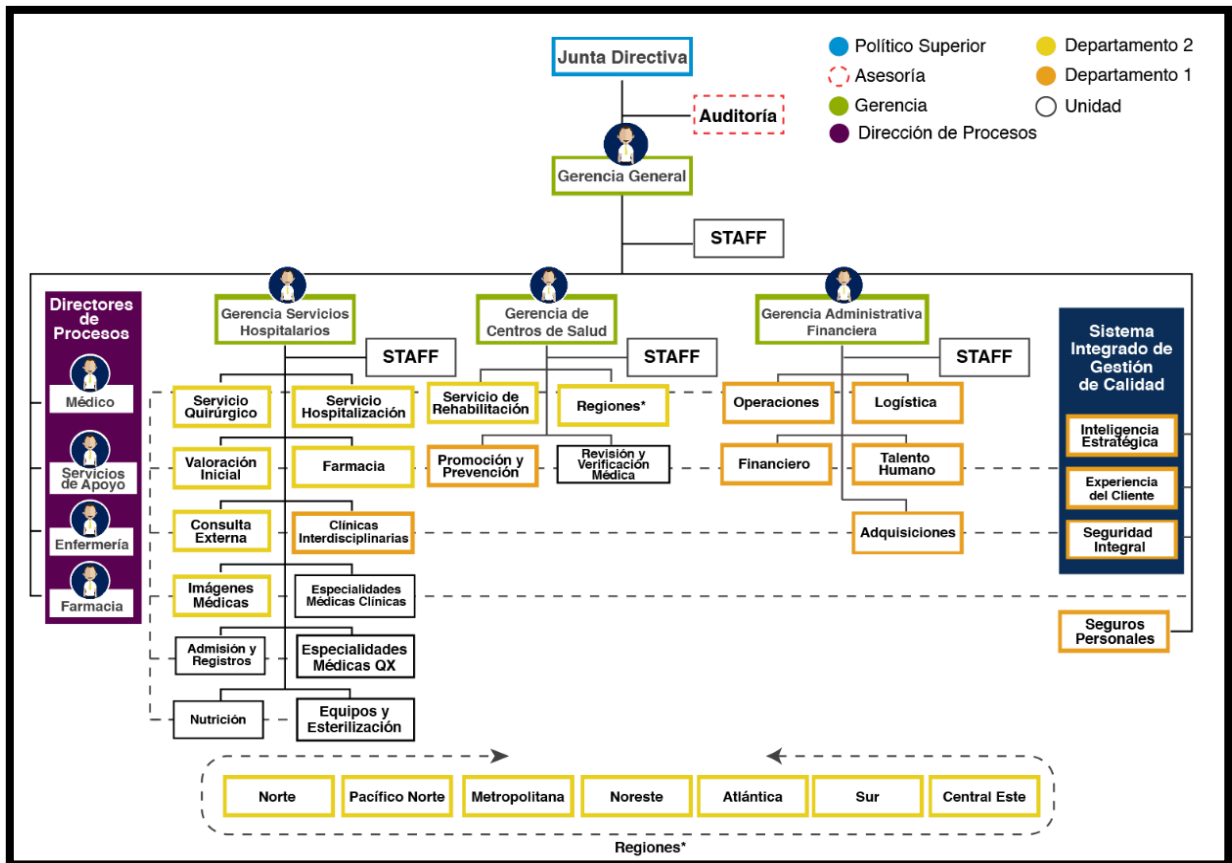 Junta Directiva
Auditoría
Gerencia General
STAFF
Político Superior
Asesoría
Gerencia
Dirección de Procesos
Departamento 2
Departamento 1
Unidad
Directores
de
Procesos
Médico
Servicios
de Apoyo
Enfermería
Farmacia
Gerencia Servicios
Hospitalarios
STAFF
Servicio
Quirúrgico
Servicio
Hospitalización
Valoración
Inicial
Farmacia
Consulta
Externa
Clínicas
Interdisciplinarias
Imágenes
Médicas
Especialidades
Médicas Clínicas
Admisión y
Registros
Especialidades
Médicas QX
Nutrición
Equipos y
Esterilización
Gerencia de
Centros de Salud
STAFF
Servicio de
Rehabilitación
Regiones*
Promoción y
Prevención
Revisión y
Verificación
Médica
Gerencia Administrativa
Financiera
STAFF
Operaciones
Logística
Financiero
Talento
Humano
Adquisiciones
Sistema
Integrado de
Gestión
de Calidad
Inteligencia
Estratégica
Experiencia
del Cliente
Seguridad
Integral
Seguros
Personales
Norte
Pacífico Norte
Metropolitana
Noreste
Atlántica
Sur
Central Este
Regiones*